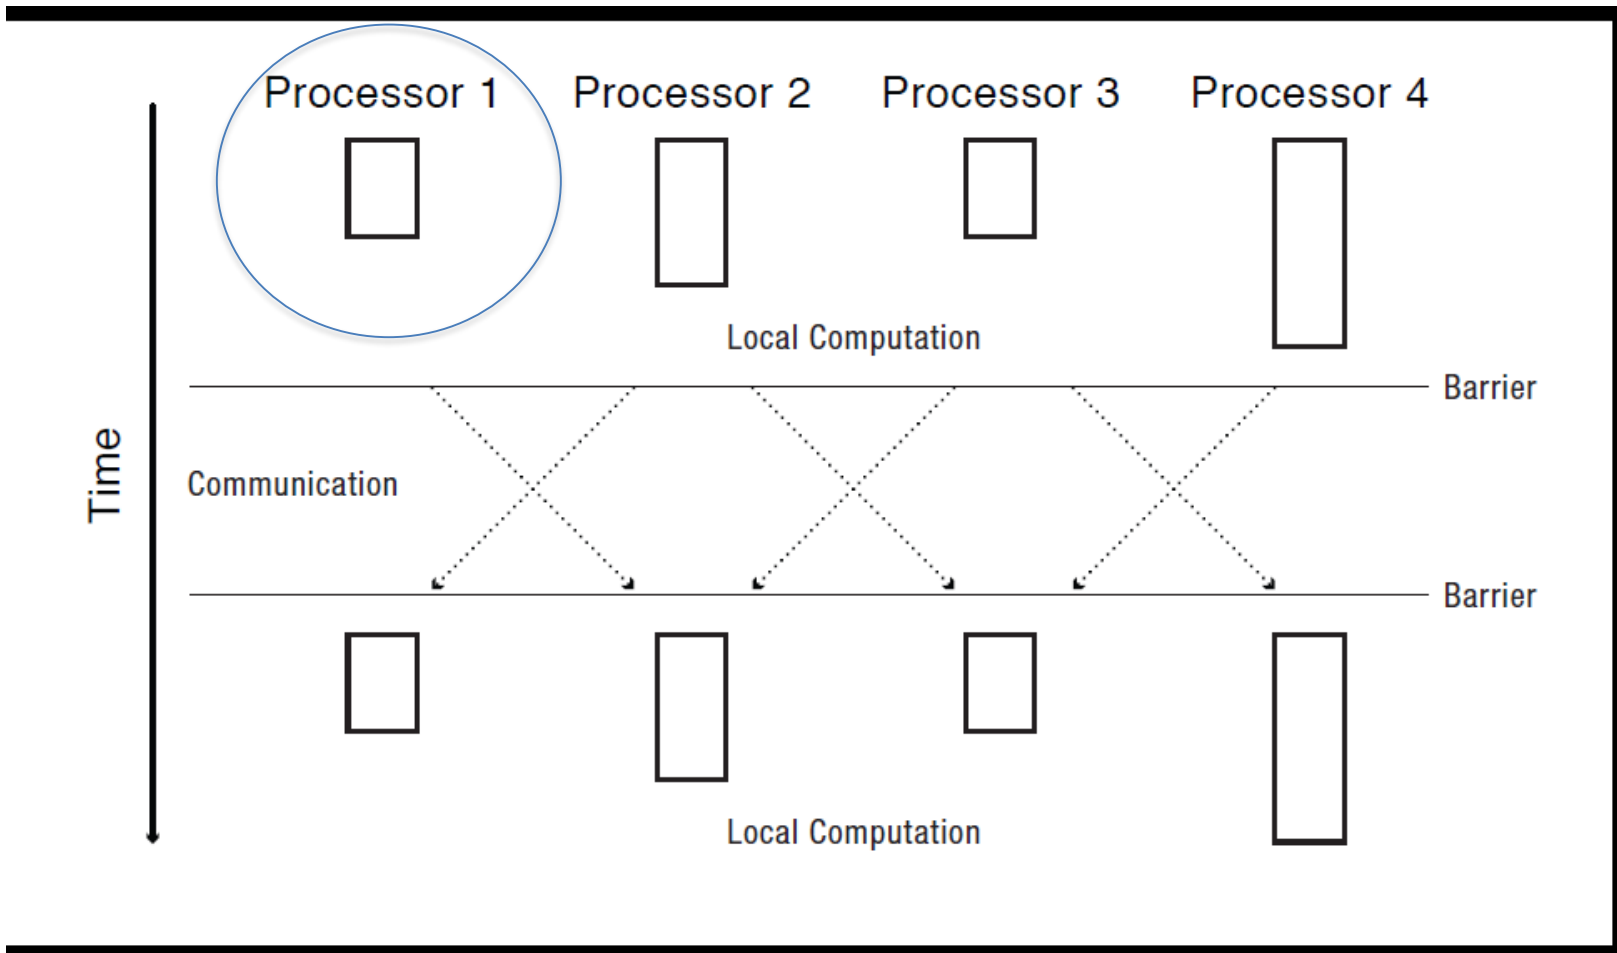 Processor 1
Processor 2
Processor 3
Processor 4
Local Computation
Barrier
Time
Communication
Barrier
Local Computation